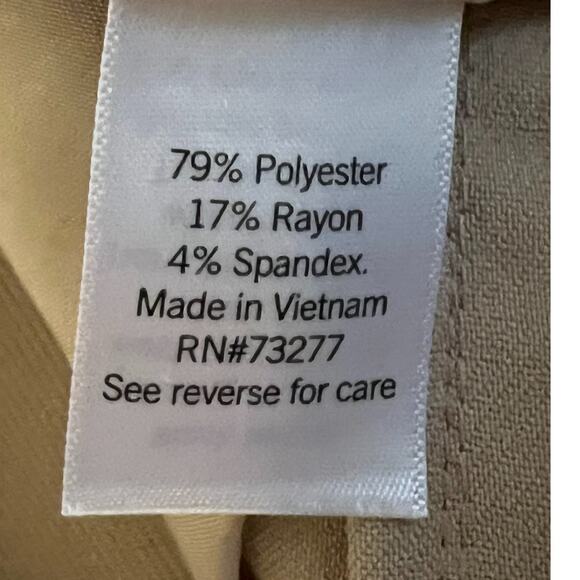 79% Polyester
17% Rayon
4% Spandex.
Made in Vietnam
RN#73277
See reverse for care